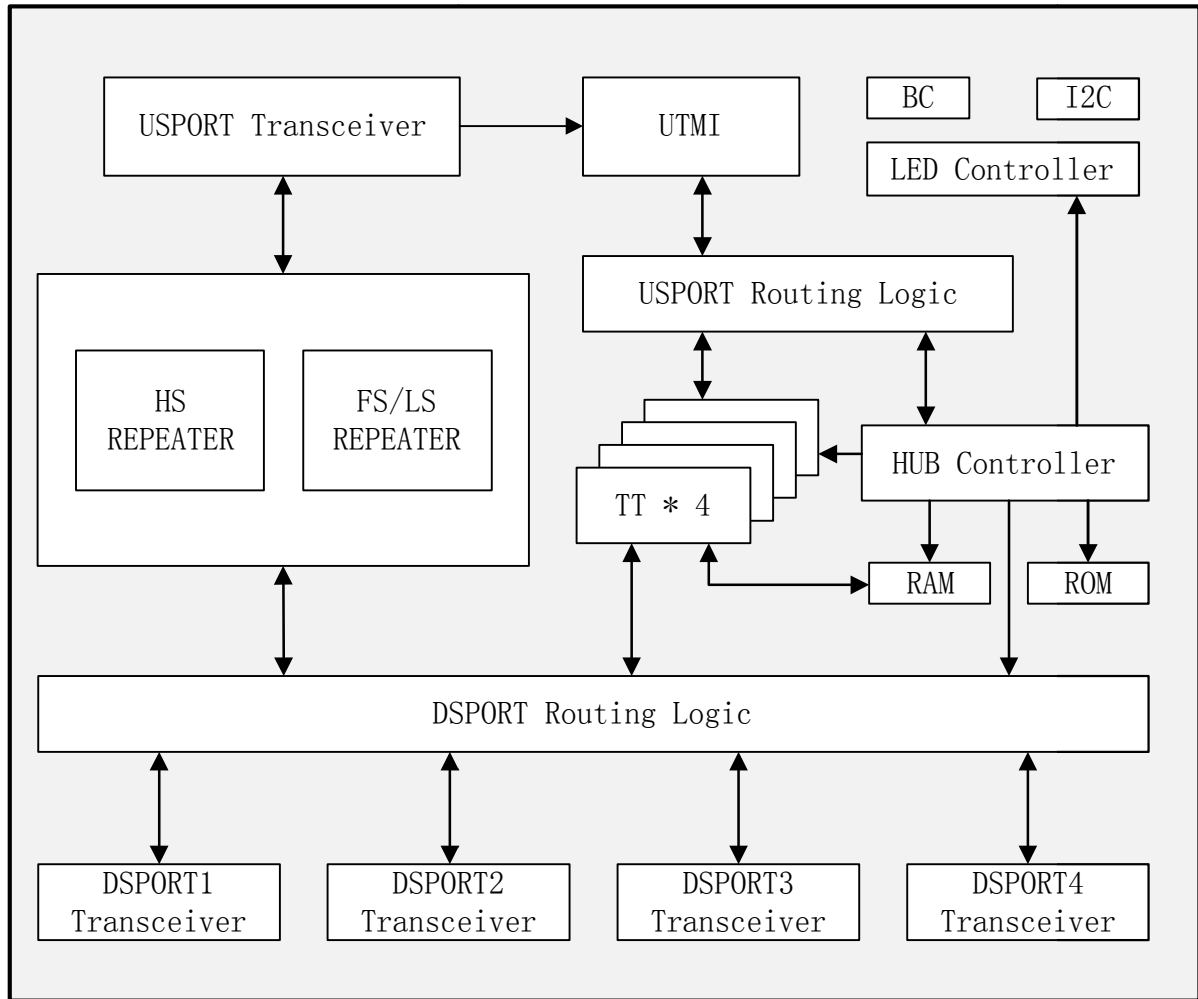 USPORT Transceiver
UTMI
BC
I2C
LED Controller
USPORT Routing Logic
HS
REPEATER
FS/LS
REPEATER
HUB Controller
TT * 4
RAM
ROM
DSPORT Routing Logic
DSPORT1
Transceiver
DSPORT2
Transceiver
DSPORT3
Transceiver
DSPORT4
Transceiver